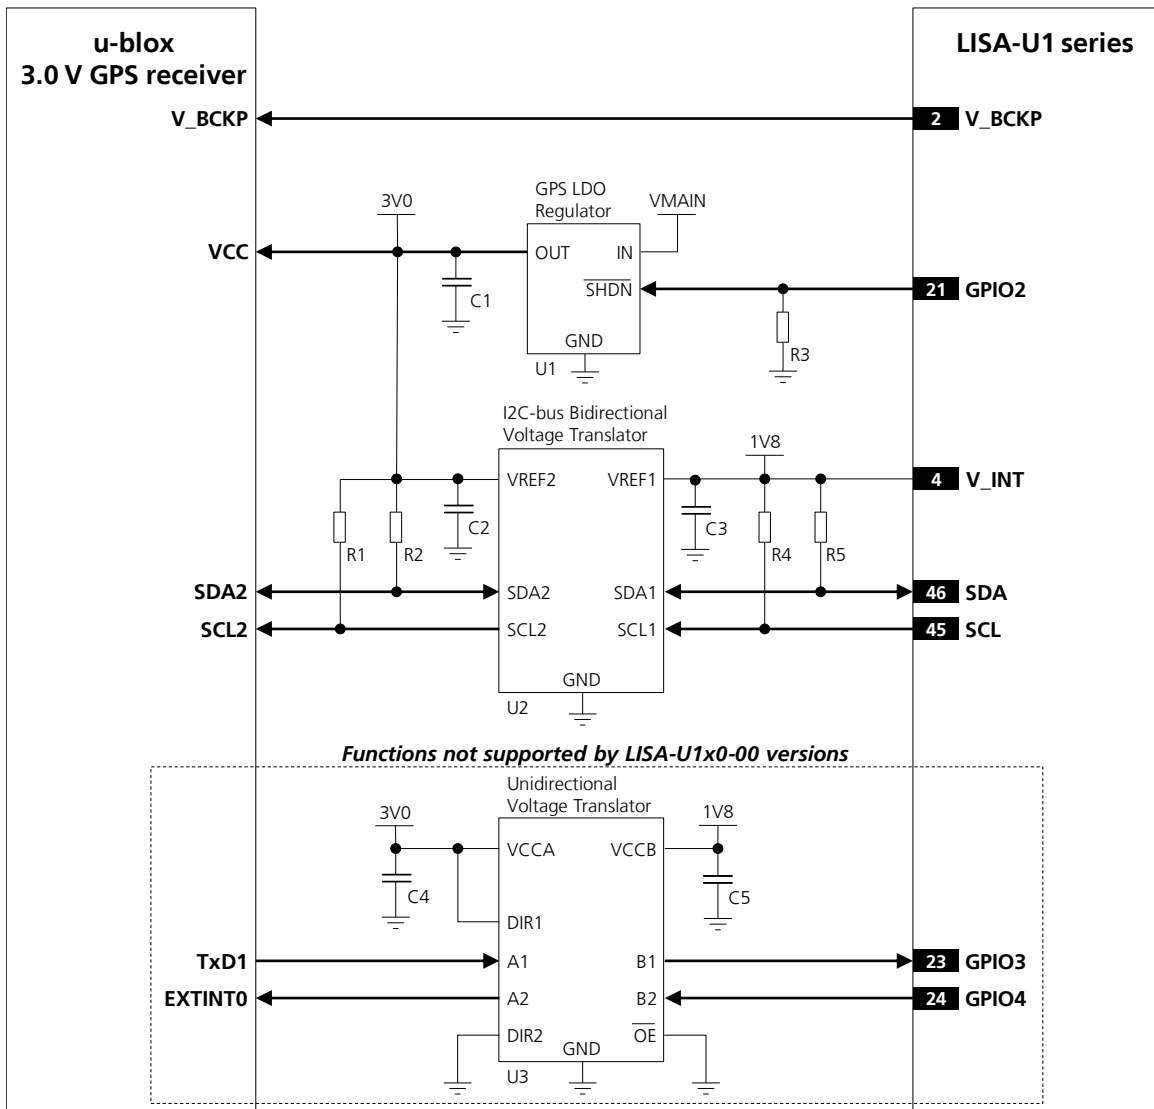 u-blox
3.0 V GPS receiver
LISA-U1 series
V_BCKP
2 V_BCKP
GPS LDO
Regulator
3V0
VMAIN
VCC
OUT
IN
C1
SHDN
21 GPIO2
GND
R3
U1
I2C-bus Bidirectional
Voltage Translator
1V8
VREF2
VREF1
4 V_INT
C2
C3
R1
R2
R4
R5
SDA2
SDA2
SDA1
46 SDA
SCL2
SCL2
SCL1
45 SCL
GND
U2
Functions not supported by LISA-U1x0-00 versions
Unidirectional
Voltage Translator
3V0
1V8
VCCA
VCCB
C4
C5
DIR1
TxD1
A1
B1
23 GPIO3
EXTINT0
A2
B2
24 GPIO4
DIR2
OE
GND
U3